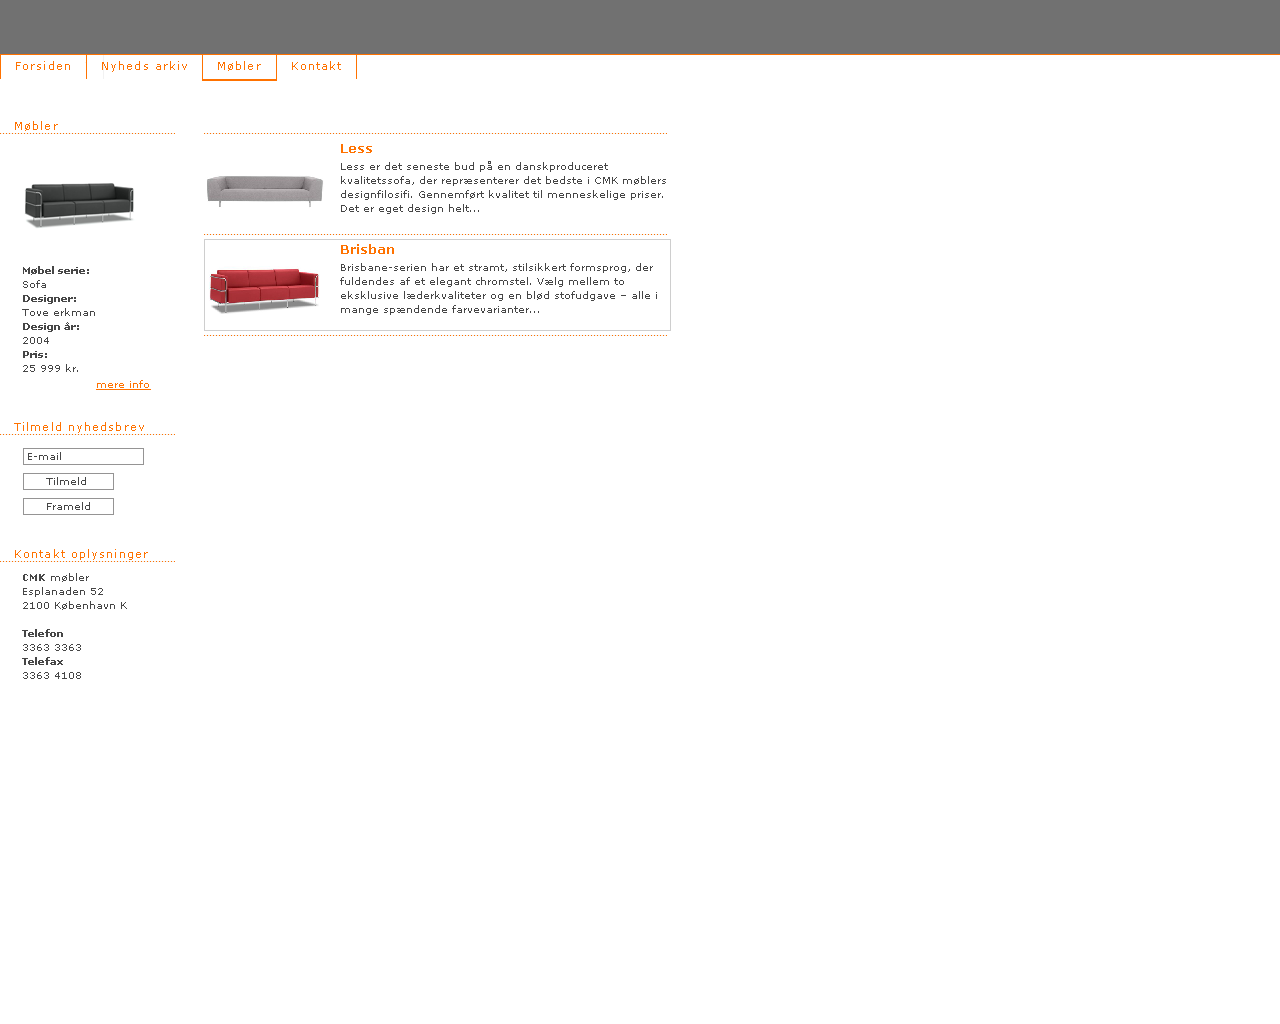 Forsiden
Nyheds arkiv
Møbler
Kontakt
Møbler
Møbel serie:
Sofa
Designer:
Tove erkman
Design år:
2004
Pris:
25 999 kr.
mere info
Tilmeld nyhedsbrev
E-mail
Tilmeld
Frameld
Kontakt oplysninger
CMK møbler
Esplanaden 52
2100 København K
Telefon
3363 3363
Telefax
3363 4108
Less
Less er det seneste bud på en danskproduceret
kvalitetssofa, der repræsenterer det bedste i CMK møblers
designfilosifi. Gennemført kvalitet til menneskelige priser.
Det er eget design helt...
Brisban
Brisbane-serien har et stramt, stilsikkert formsprog, der
fuldendes af et elegant chromstel. Vælg mellem to
eksklusive læderkvaliteter og en blød stofudgave – alle i
mange spændende farvevarianter...